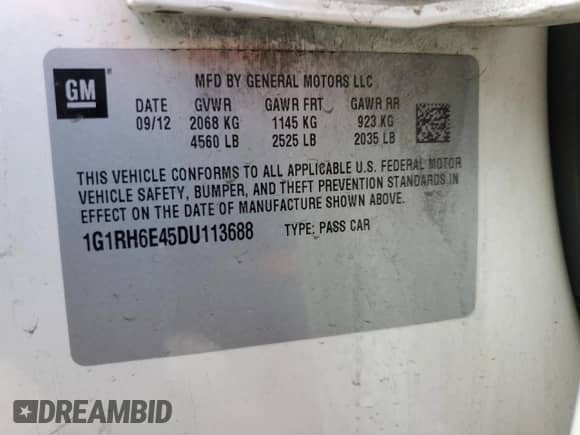 GM
MFD BY GENERAL MOTORS LLC
DATE GVWR GAWR FRT GAWR RR
09/12 2068 KG 1145 KG 923 KG
4560 LB 2525 LB 2035 LB
THIS VEHICLE CONFORMS TO ALL APPLICABLE U.S. FEDERAL MOTOR
VEHICLE SAFETY, BUMPER, AND THEFT PREVENTION STANDARDS IN
EFFECT ON THE DATE OF MANUFACTURE SHOWN ABOVE.
1G1RH6E45DU113688 TYPE: PASS CAR
DREAMBID